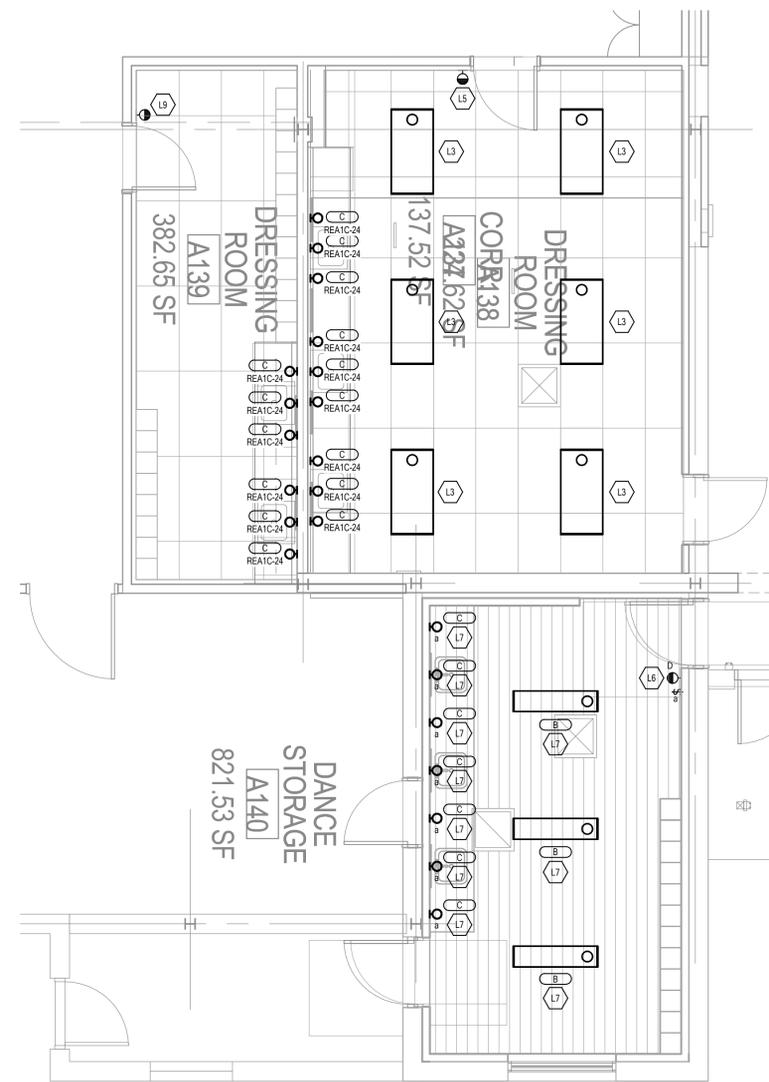 L9
L5
L3
L3
DRESSING
ROOM
A139
382.65 SF
DRESSING
ROOM
A138
137.52 SF
C
REA1C-24
C
REA1C-24
C
REA1C-24
L3
L3
C
REA1C-24
C
REA1C-24
C
REA1C-24
C
REA1C-24
C
REA1C-24
C
REA1C-24
C
REA1C-24
C
REA1C-24
C
REA1C-24
L3
L3
C
REA1C-24
C
REA1C-24
C
REA1C-24
C
L7
a
C
L7
a
L6
D
$
a
C
L7
a
B
L7
DANCE
STORAGE
A140
821.53 SF
C
L7
a
C
L7
a
B
L7
C
L7
a
C
L7
a
B
L7